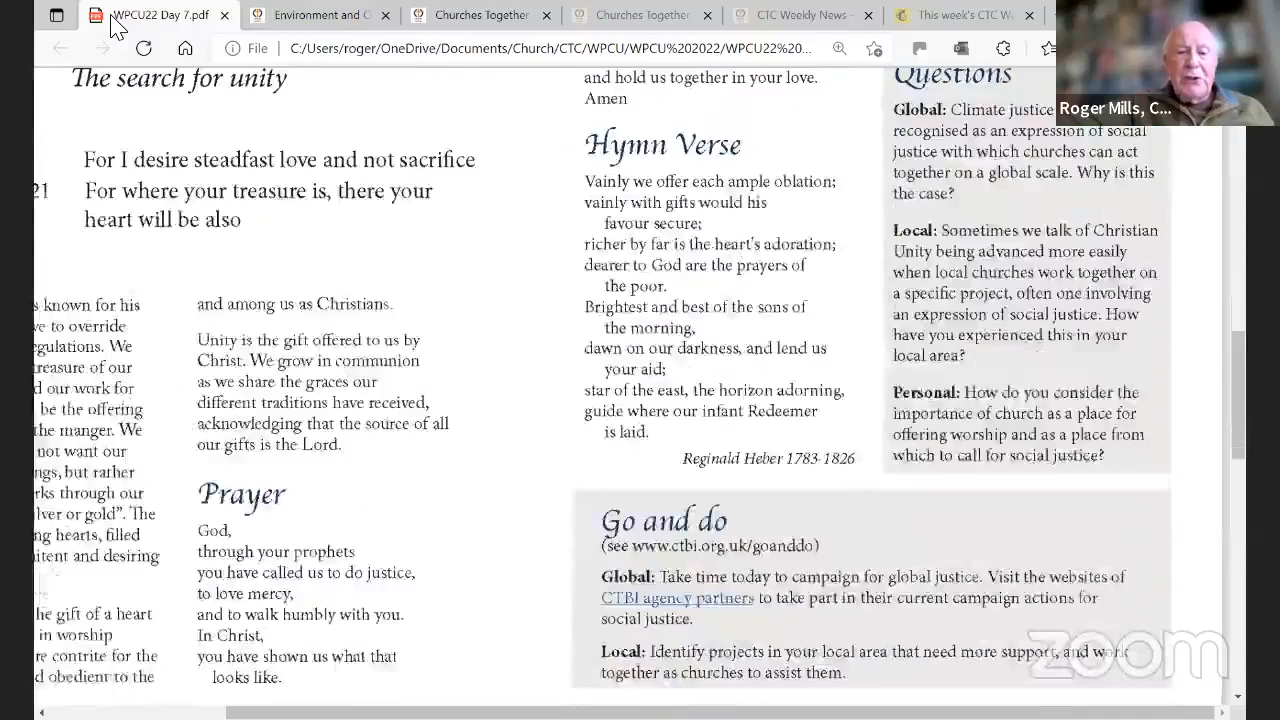 WPCU22 Day 7.pdf
Environment and C
Churches Together
Churches Together
CTC Weekly News –
This week's CTC W
File
C:/Users/roger/OneDrive/Documents/Church/CTC/WPCU/WPCU%202022/WPCU22%20...
Roger Mills, C...
The search for unity
For I desire steadfast love and not sacrifice
21 For where your treasure is, there your
heart will be also
s known for his
ve to override
egulations. We
reasure of our
d our work for
be the offering
the manger. We
not want our
ngs, but rather
rks through our
lver or gold”. The
ng hearts, filled
itent and desiring
he gift of a heart
in worship
re contrite for the
d obedient to the
and among us as Christians.
Unity is the gift offered to us by
Christ. We grow in communion
as we share the graces our
different traditions have received,
acknowledging that the source of all
our gifts is the Lord.
Prayer
God,
through your prophets
you have called us to do justice,
to love mercy,
and to walk humbly with you.
In Christ,
you have shown us what that
looks like.
and hold us together in your love.
Amen
Hymn Verse
Vainly we offer each ample oblation;
vainly with gifts would his
favour secure;
richer by far is the heart's adoration;
dearer to God are the prayers of
the poor.
Brightest and best of the sons of
the morning,
dawn on our darkness, and lend us
your aid;
star of the east, the horizon adorning,
guide where our infant Redeemer
is laid.
Reginald Heber 1783-1826
Questions
Global: Climate justice
recognised as an expression of social
justice with which churches can act
together on a global scale. Why is this
the case?
Local: Sometimes we talk of Christian
Unity being advanced more easily
when local churches work together on
a specific project, often one involving
an expression of social justice. How
have you experienced this in your
local area?
Personal: How do you consider the
importance of church as a place for
offering worship and as a place from
which to call for social justice?
Go and do
(see www.ctbi.org.uk/goanddo)
Global: Take time today to campaign for global justice. Visit the websites of
CTBI agency partners to take part in their current campaign actions for
social justice.
Local: Identify projects in your local area that need more support, and work
together as churches to assist them.
zoom